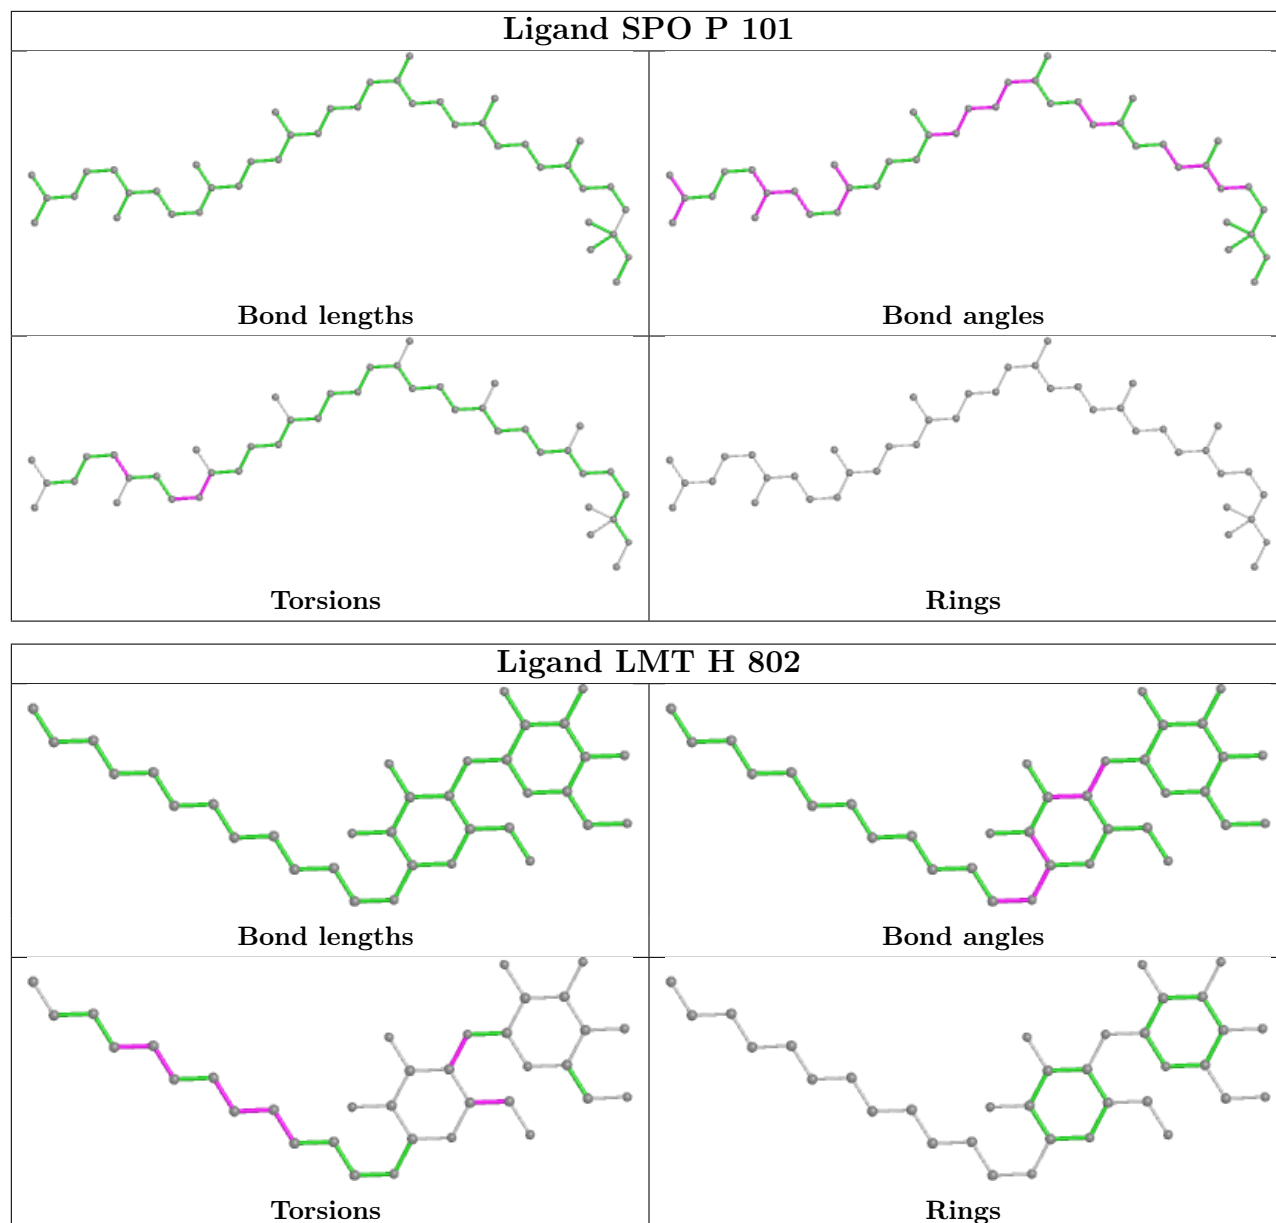 Ligand SPO P 101
Bond lengths
Bond angles
Torsions
Rings
Ligand LMT H 802
Bond lengths
Bond angles
Torsions
Rings